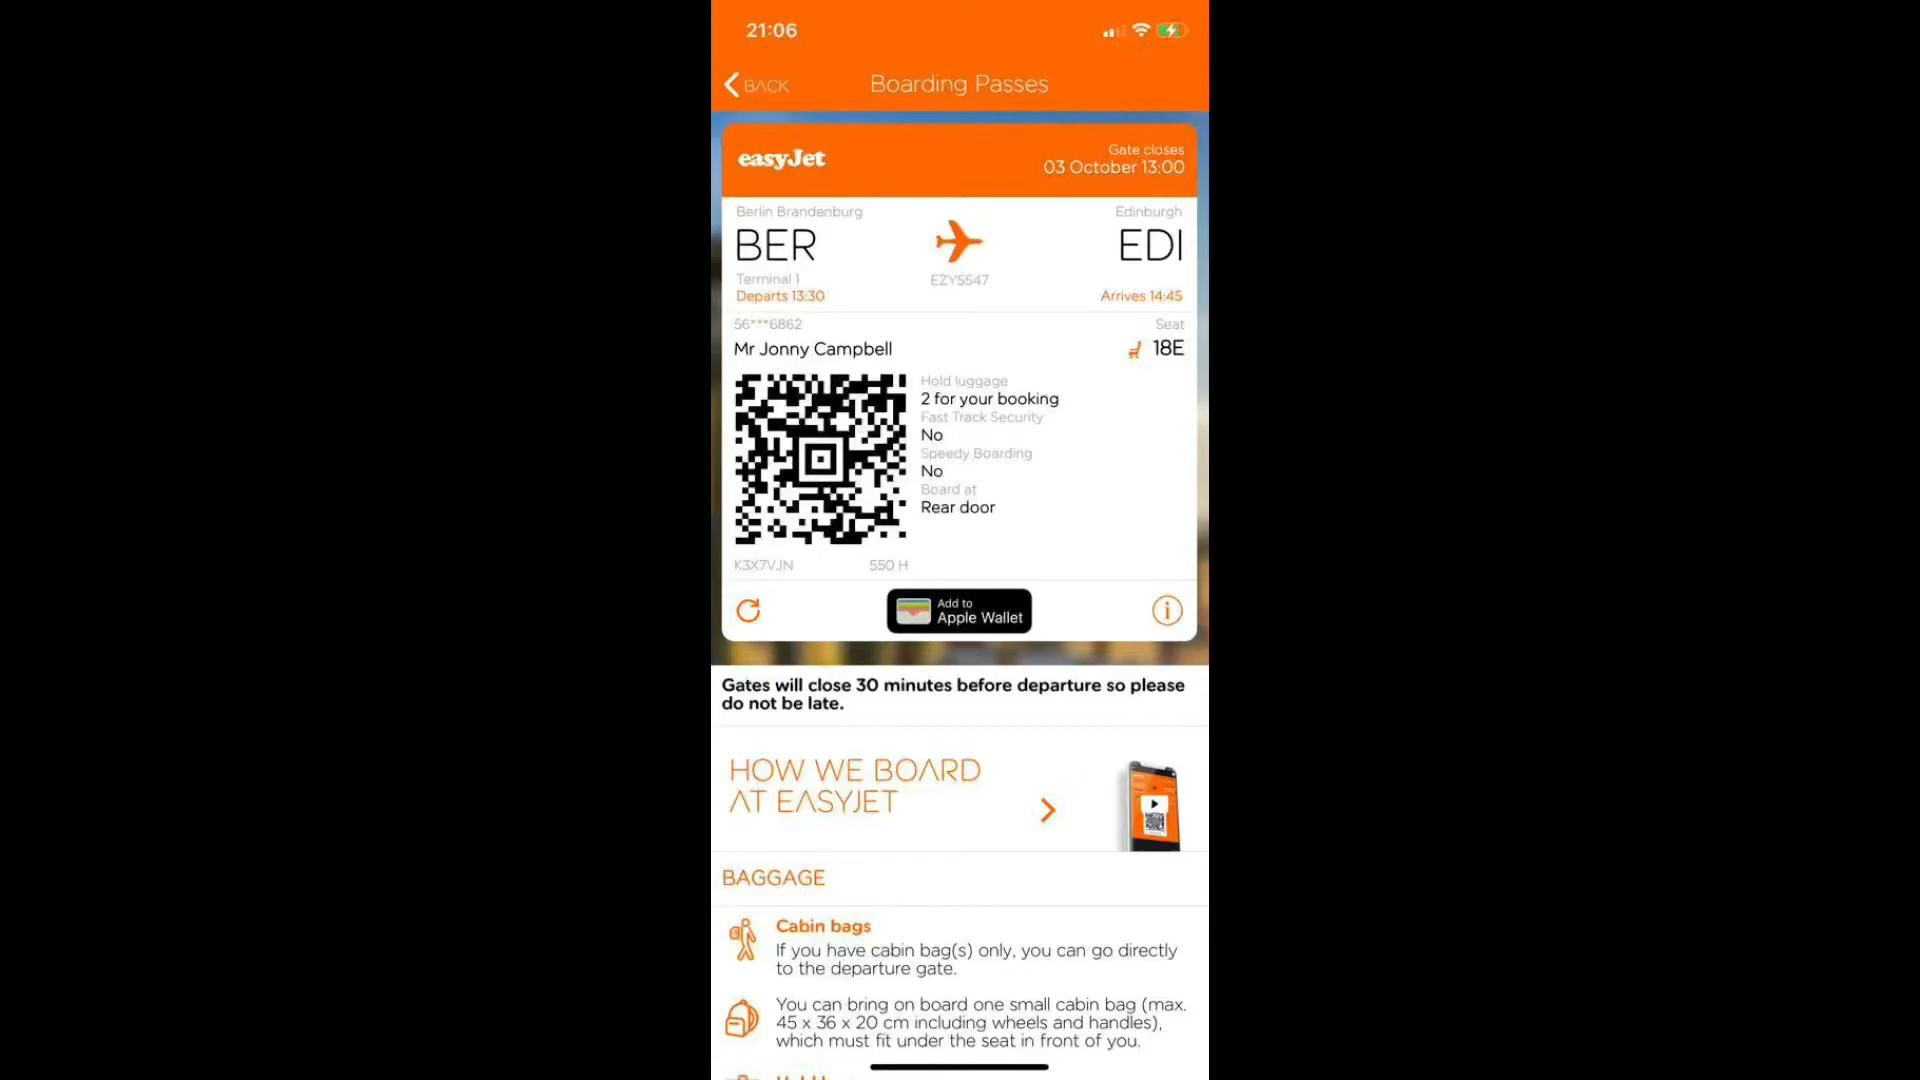 21:06
BACK
Boarding Passes
easyJet
Gate closes
03 October 13:00
Berlin Brandenburg
Edinburgh
BER
EDI
Terminal 1
EZY5547
Departs 13:30
Arrives 14:45
56***6862
Seat
Mr Jonny Campbell
18E
Hold luggage
2 for your booking
Fast Track Security
No
Speedy Boarding
No
Board at
Rear door
K3X7VJN
550 H
Add to
Apple Wallet
Gates will close 30 minutes before departure so please
do not be late.
HOW WE BOARD
AT EASYJET
BAGGAGE
Cabin bags
If you have cabin bag(s) only, you can go directly
to the departure gate.
You can bring on board one small cabin bag (max.
45 x 36 x 20 cm including wheels and handles),
which must fit under the seat in front of you.